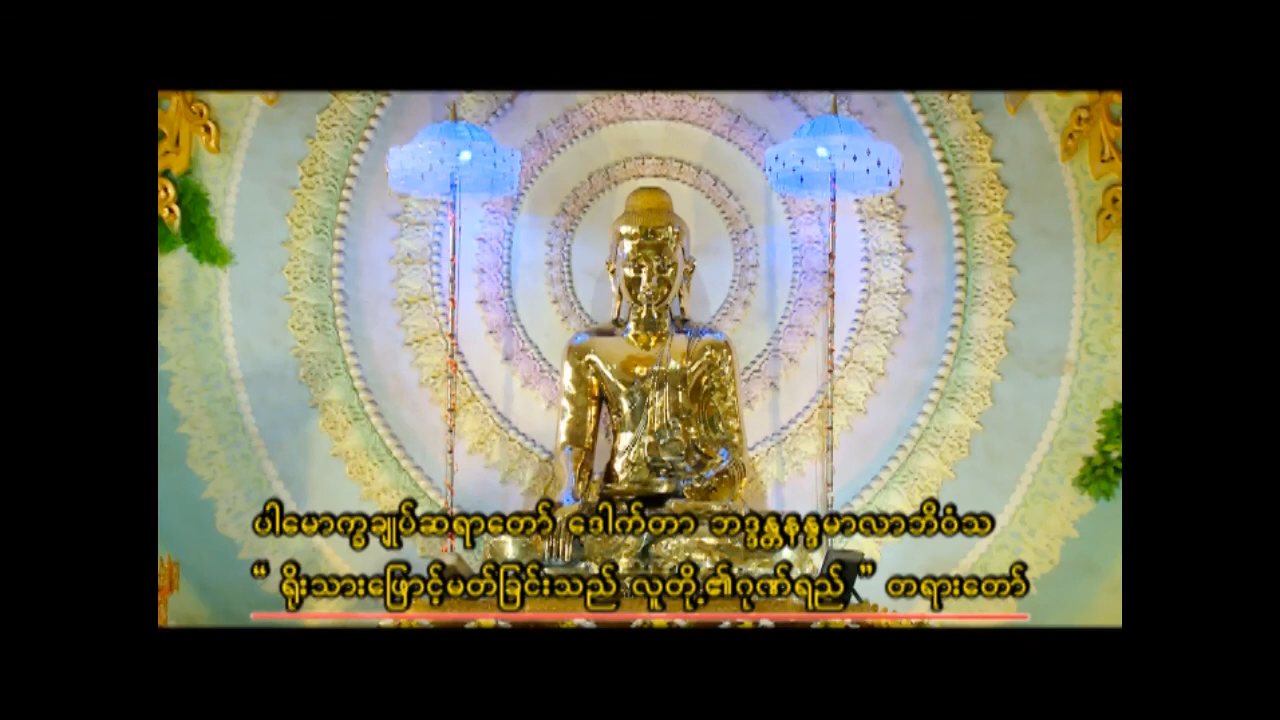 ပါမောက္ခချုပ်ဆရာတော် ဒေါက်တာ ဘဒ္ဒန္တနန္ဒမာလာဘိဝံသ
“ ရိုးသားဖြောင့်မတ်ခြင်းသည် လူတို့၏ဂုဏ်ရည် ” တရားတော်